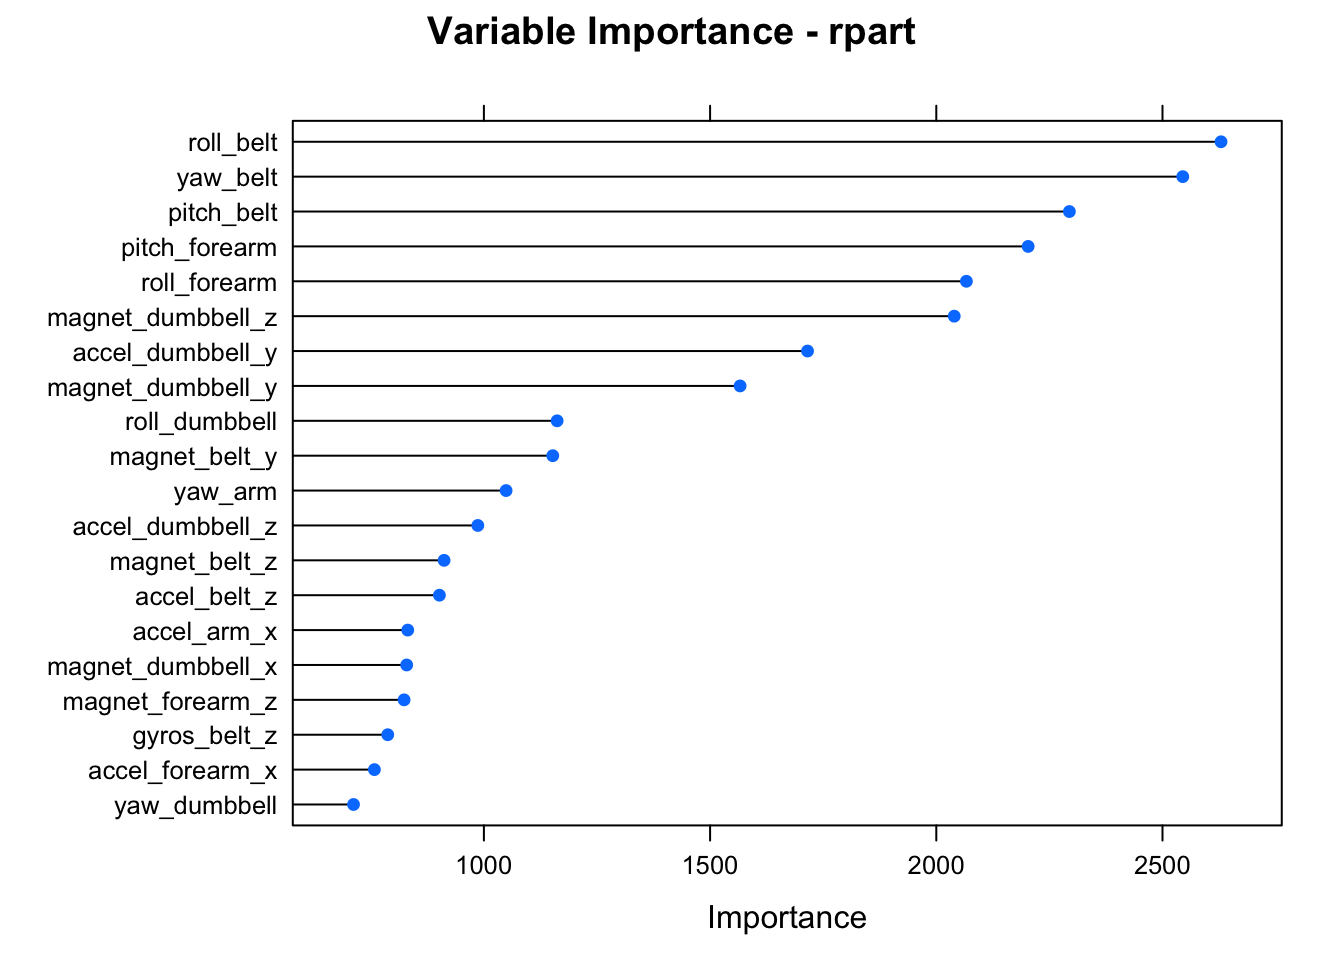 Variable Importance - rpart
roll_belt
yaw_belt
pitch_belt
pitch_forearm
roll_forearm
magnet_dumbbell_z
accel_dumbbell_y
magnet_dumbbell_y
roll_dumbbell
magnet_belt_y
yaw_arm
accel_dumbbell_z
magnet_belt_z
accel_belt_z
accel_arm_x
magnet_dumbbell_x
magnet_forearm_z
gyros_belt_z
accel_forearm_x
yaw_dumbbell
1000 1500 2000 2500
Importance